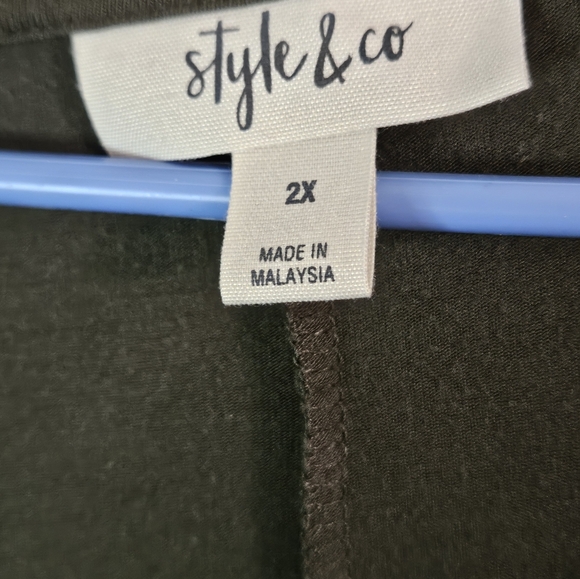 style & co
2X
MADE IN
MALAYSIA